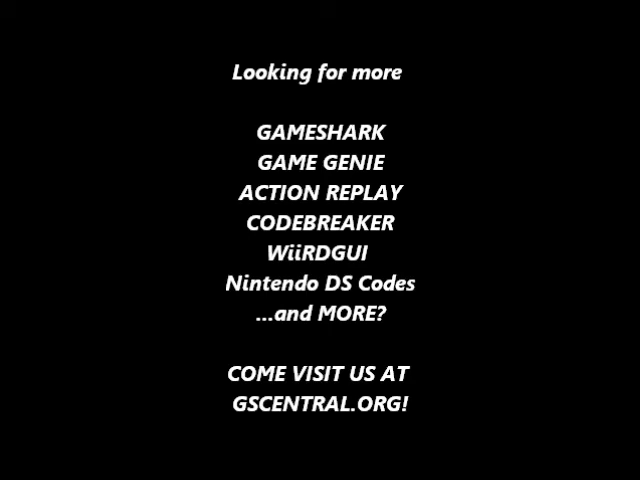 Looking for more
GAMESHARK
GAME GENIE
ACTION REPLAY
CODEBREAKER
WiiRDGUI
Nintendo DS Codes
...and MORE?
COME VISIT US AT
GSCENTRAL.ORG!